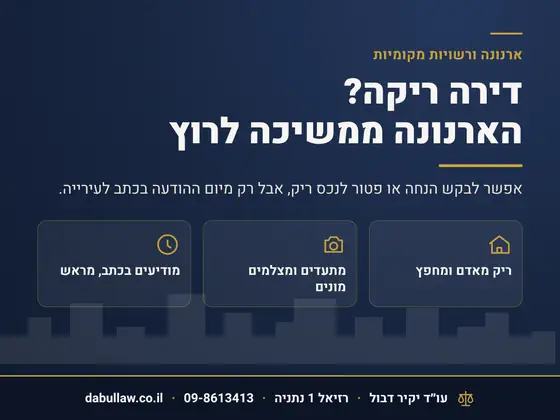 ארנונה ורשויות מקומיות
דירה ריקה?
הארנונה ממשיכה לרוץ
אפשר לבקש הנחה או פטור לנכס ריק, אבל רק מיום ההודעה בכתב לעירייה.
ריק מאדם ומחפץ
מתעדים ומצלמים
מונים
מודיעים בכתב, מראש
עו״ד יקיר דבול · רזיאל 1 נתניה · 09-8613413 · dabullaw.co.il